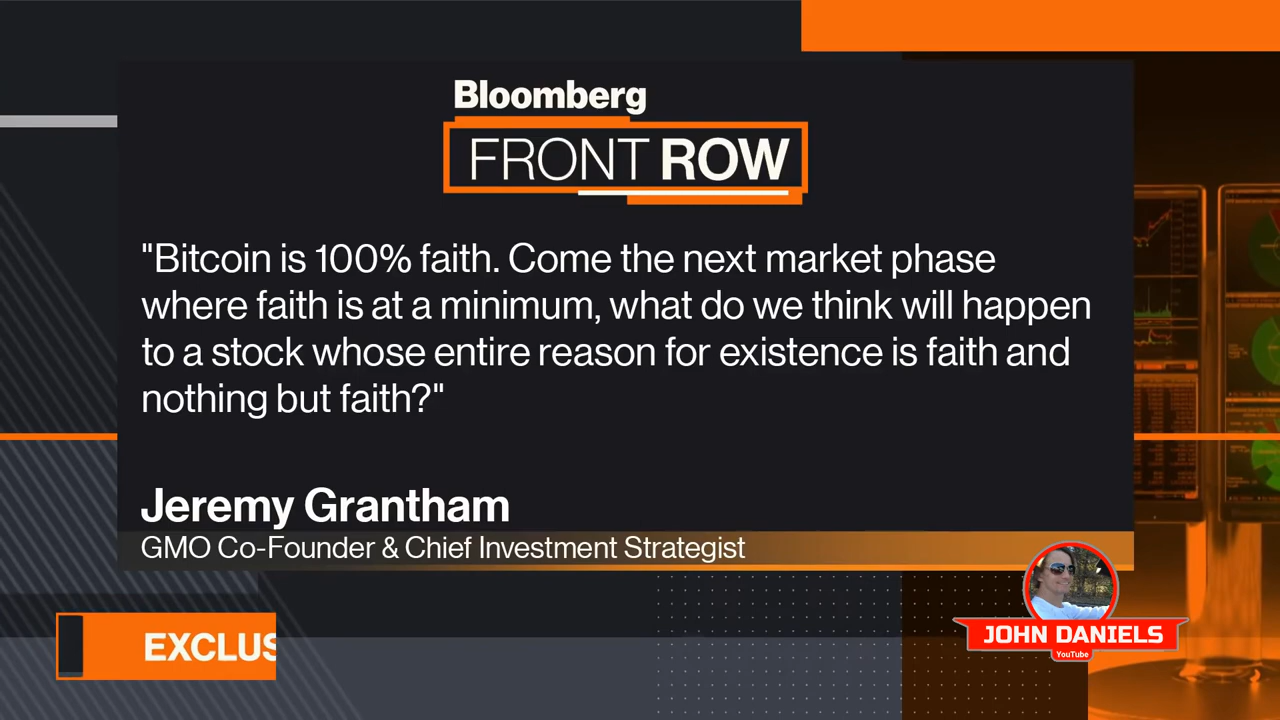 Bloomberg
FRONT ROW
"Bitcoin is 100% faith. Come the next market phase
where faith is at a minimum, what do we think will happen
to a stock whose entire reason for existence is faith and
nothing but faith?"
Jeremy Grantham
GMO Co-Founder & Chief Investment Strategist
EXCLUS
JOHN DANIELS
YouTube